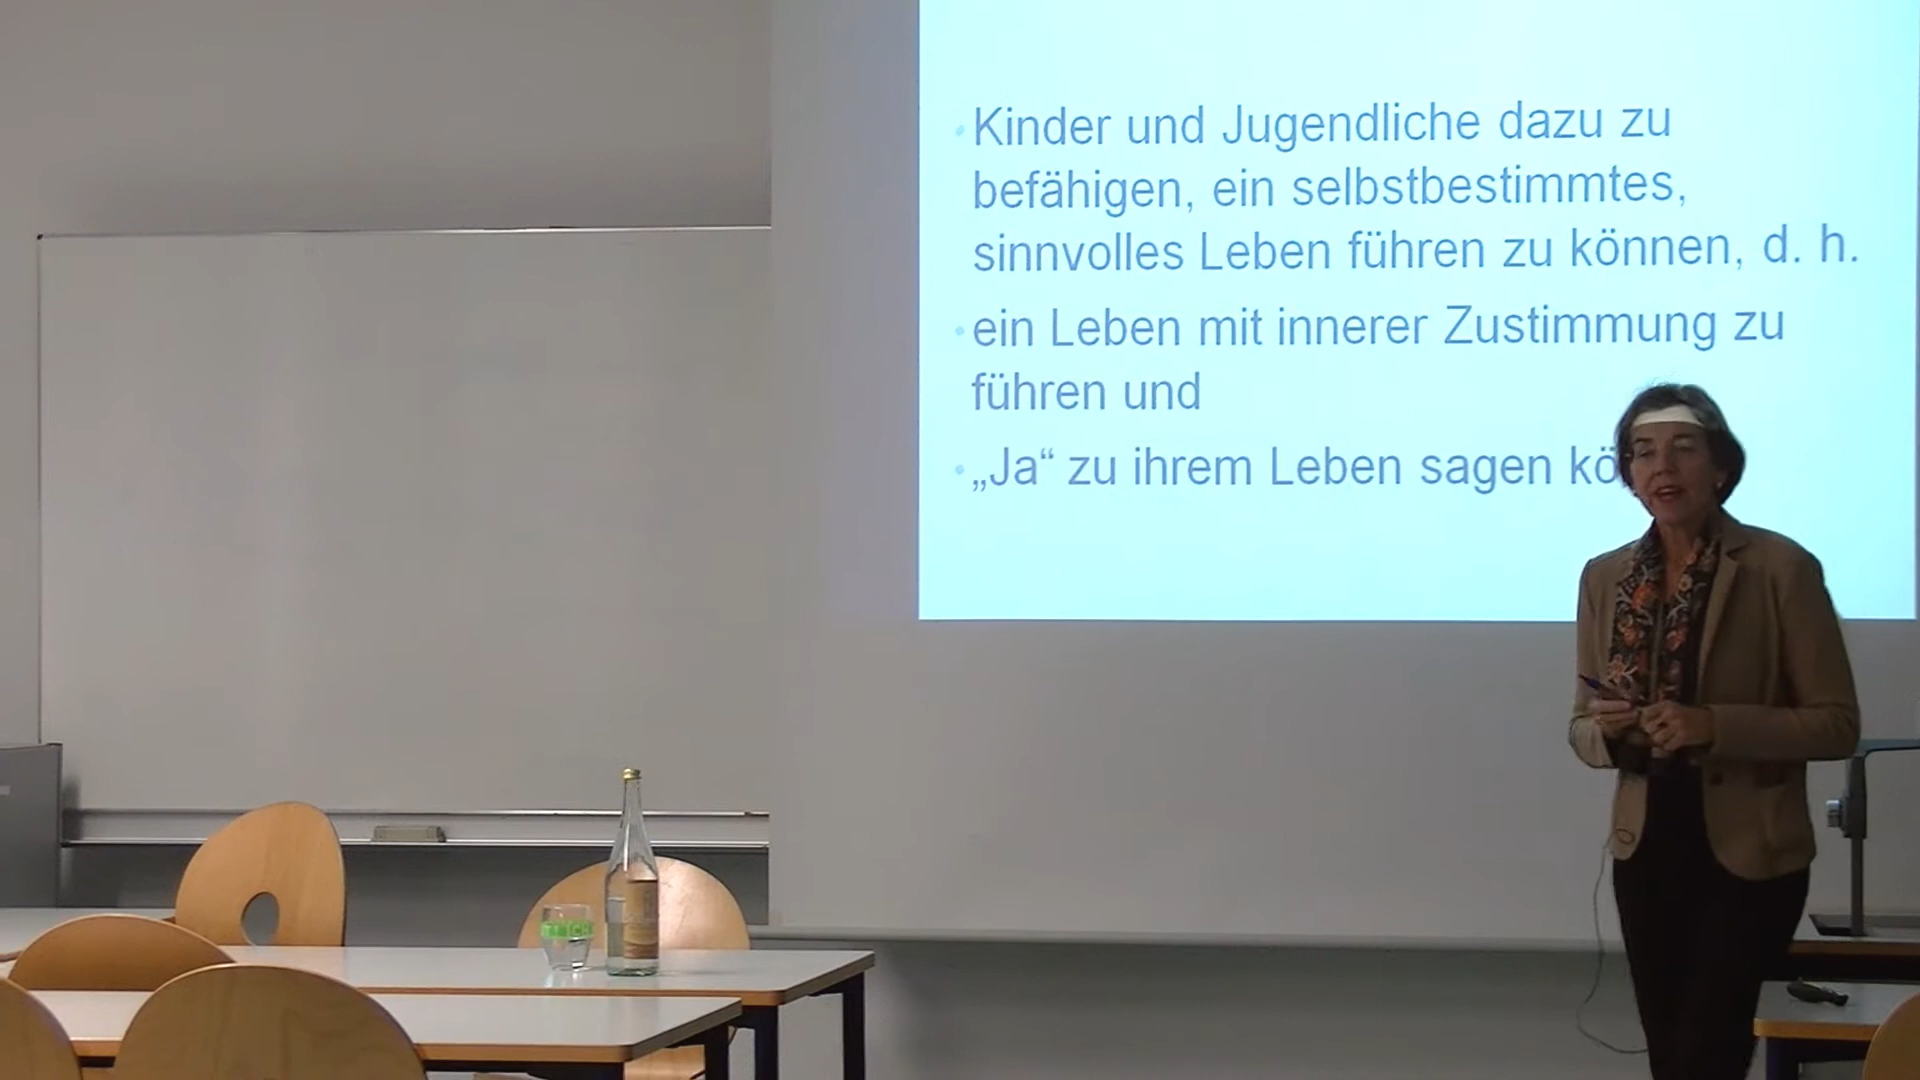 Kinder und Jugendliche dazu zu
befähigen, ein selbstbestimmtes,
sinnvolles Leben führen zu können, d. h.
ein Leben mit innerer Zustimmung zu
führen und
„Ja“ zu ihrem Leben sagen kö